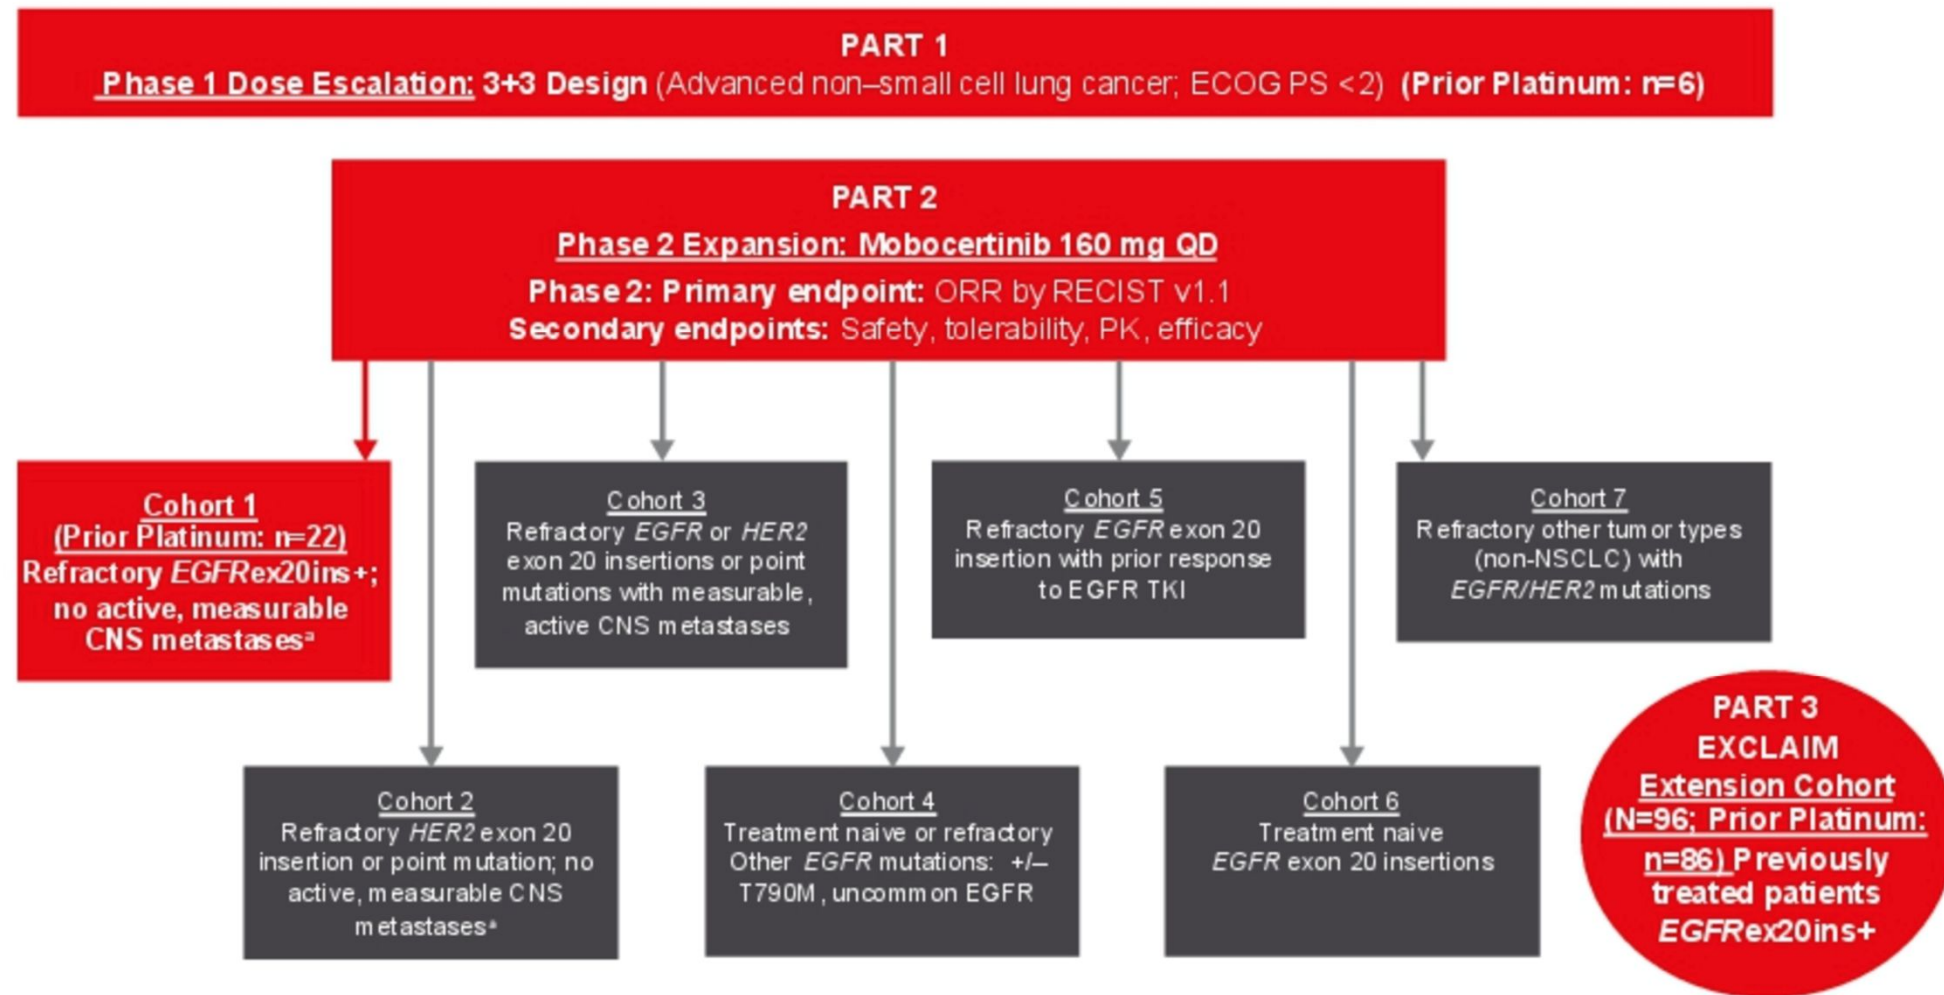 PART 1
Phase 1 Dose Escalation: 3+3 Design (Advanced non–small cell lung cancer; ECOG PS <2) (Prior Platinum: n=6)
PART 2
Phase 2 Expansion: Mobocertinib 160 mg QD
Phase 2: Primary endpoint: ORR by RECIST v1.1
Secondary endpoints: Safety, tolerability, PK, efficacy
Cohort 1
(Prior Platinum: n=22)
Refractory EGFRex20ins+;
no active, measurable
CNS metastasesᵃ
Cohort 2
Refractory HER2 exon 20
insertion or point mutation; no
active, measurable CNS
metastasesᵃ
Cohort 3
Refractory EGFR or HER2
exon 20 insertions or point
mutations with measurable,
active CNS metastases
Cohort 4
Treatment naive or refractory
Other EGFR mutations: +/–
T790M, uncommon EGFR
Cohort 5
Refractory EGFR exon 20
insertion with prior response
to EGFR TKI
Cohort 6
Treatment naive
EGFR exon 20 insertions
Cohort 7
Refractory other tumor types
(non-NSCLC) with
EGFR/HER2 mutations
PART 3
EXCLAIM
Extension Cohort
(N=96; Prior Platinum:
n=86) Previously
treated patients
EGFRex20ins+